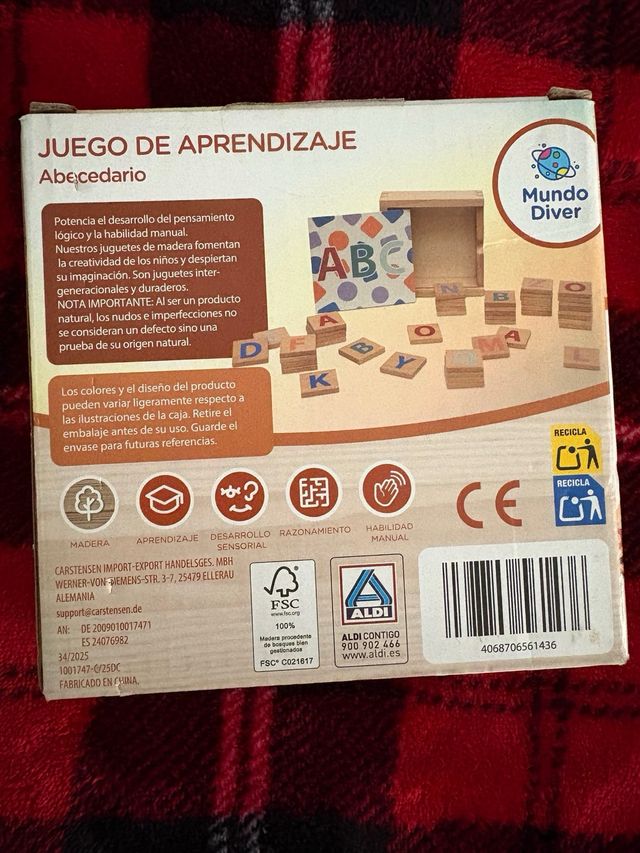 JUEGO DE APRENDIZAJE
Abecedario
Mundo
Diver
Potencia el desarrollo del pensamiento
lógico y la habilidad manual.
Nuestros juguetes de madera fomentan
la creatividad de los niños y despiertan
su imaginación. Son juguetes inter-
generacionales y duraderos.
NOTA IMPORTANTE: Al ser un producto
natural, los nudos e imperfecciones no
se consideran un defecto sino una
prueba de su origen natural.
ABC
N
B
Z O
A
O
D
F
B
Y
M A
K
L
Los colores y el diseño del producto
pueden variar ligeramente respecto a
las ilustraciones de la caja. Retire el
embalaje antes de su uso. Guarde el
envase para futuras referencias.
RECICLA
RECICLA
MADERA
APRENDIZAJE
DESARROLLO
SENSORIAL
RAZONAMIENTO
HABILIDAD
MANUAL
CE
CARSTENSEN IMPORT-EXPORT HANDELSGES. MBH
WERNER-VON-SIEMENS-STR. 3-7, 25479 ELLERAU
ALEMANIA
support@carstensen.de
AN: DE 2009010017471
ES 24076982
34/2025
1001747-C/25DC
FABRICADO EN CHINA.
FSC
www.fsc.org
100%
Madera procedente
de bosques bien
gestionados
FSC® C021617
ALDI
ALDI CONTIGO
900 902 466
www.aldi.es
4068706561436